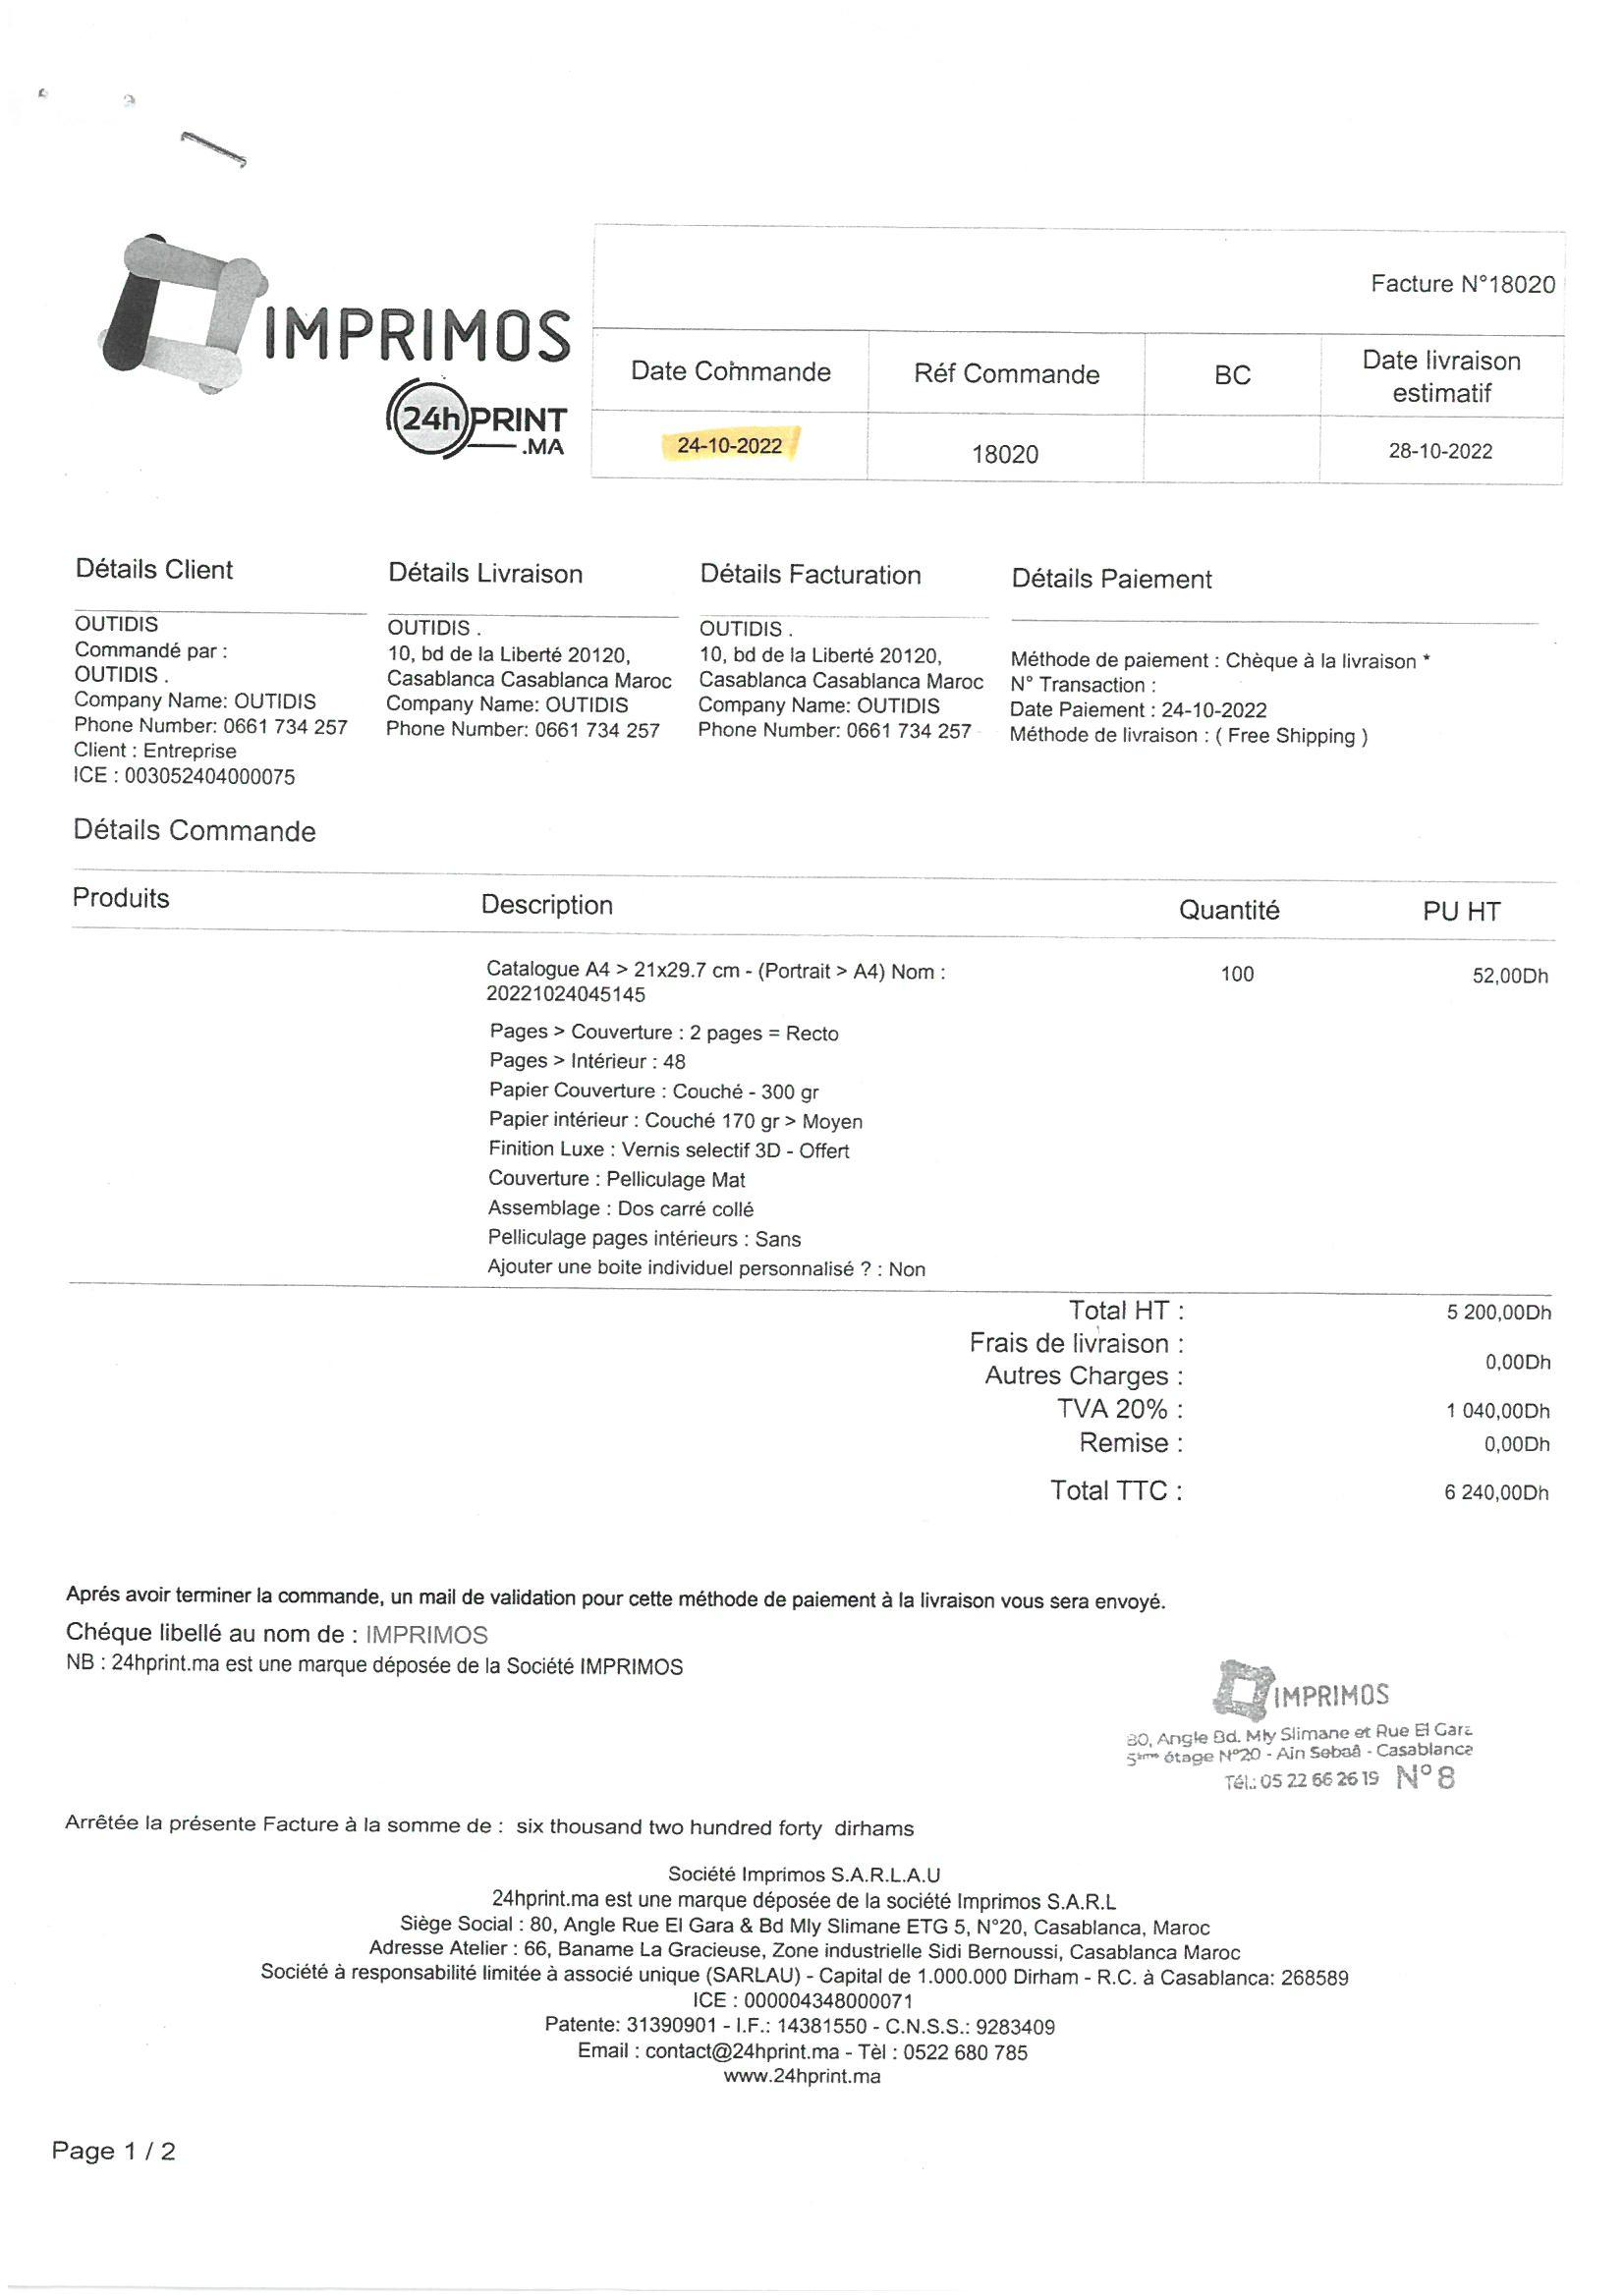 IMPRIMOS
24h PRINT
.MA
Facture N°18020
Date Commande Réf Commande BC Date livraison estimatif
24-10-2022 18020 28-10-2022
Détails Client
OUTIDIS
Commandé par :
OUTIDIS .
Company Name: OUTIDIS
Phone Number: 0661 734 257
Client : Entreprise
ICE : 003052404000075
Détails Livraison
OUTIDIS .
10, bd de la Liberté 20120,
Casablanca Casablanca Maroc
Company Name: OUTIDIS
Phone Number: 0661 734 257
Détails Facturation
OUTIDIS .
10, bd de la Liberté 20120,
Casablanca Casablanca Maroc
Company Name: OUTIDIS
Phone Number: 0661 734 257
Détails Paiement
Méthode de paiement : Chèque à la livraison *
N° Transaction :
Date Paiement : 24-10-2022
Méthode de livraison : ( Free Shipping )
Détails Commande
Produits Description Quantité PU HT
Catalogue A4 > 21x29.7 cm - (Portrait > A4) Nom : 100 52,00Dh
20221024045145
Pages > Couverture : 2 pages = Recto
Pages > Intérieur : 48
Papier Couverture : Couché - 300 gr
Papier intérieur : Couché 170 gr > Moyen
Finition Luxe : Vernis selectif 3D - Offert
Couverture : Pelliculage Mat
Assemblage : Dos carré collé
Pelliculage pages intérieurs : Sans
Ajouter une boite individuel personnalisé ? : Non
Total HT : 5 200,00Dh
Frais de livraison :
0,00Dh
Autres Charges :
TVA 20% : 1 040,00Dh
Remise : 0,00Dh
Total TTC : 6 240,00Dh
Aprés avoir terminer la commande, un mail de validation pour cette méthode de paiement à la livraison vous sera envoyé.
Chéque libellé au nom de : IMPRIMOS
NB : 24hprint.ma est une marque déposée de la Société IMPRIMOS
IMPRIMOS
80, Angle Bd. Mly Slimane et Rue El Gara
5ème étage N°20 - Ain Sebaâ - Casablanca
Tél.: 05 22 66 26 19 N° 8
Arrêtée la présente Facture à la somme de : six thousand two hundred forty dirhams
Société Imprimos S.A.R.L.A.U
24hprint.ma est une marque déposée de la société Imprimos S.A.R.L
Siège Social : 80, Angle Rue El Gara & Bd Mly Slimane ETG 5, N°20, Casablanca, Maroc
Adresse Atelier : 66, Baname La Gracieuse, Zone industrielle Sidi Bernoussi, Casablanca Maroc
Société à responsabilité limitée à associé unique (SARLAU) - Capital de 1.000.000 Dirham - R.C. à Casablanca: 268589
ICE : 000004348000071
Patente: 31390901 - I.F.: 14381550 - C.N.S.S.: 9283409
Email : contact@24hprint.ma - Tèl : 0522 680 785
www.24hprint.ma
Page 1 / 2